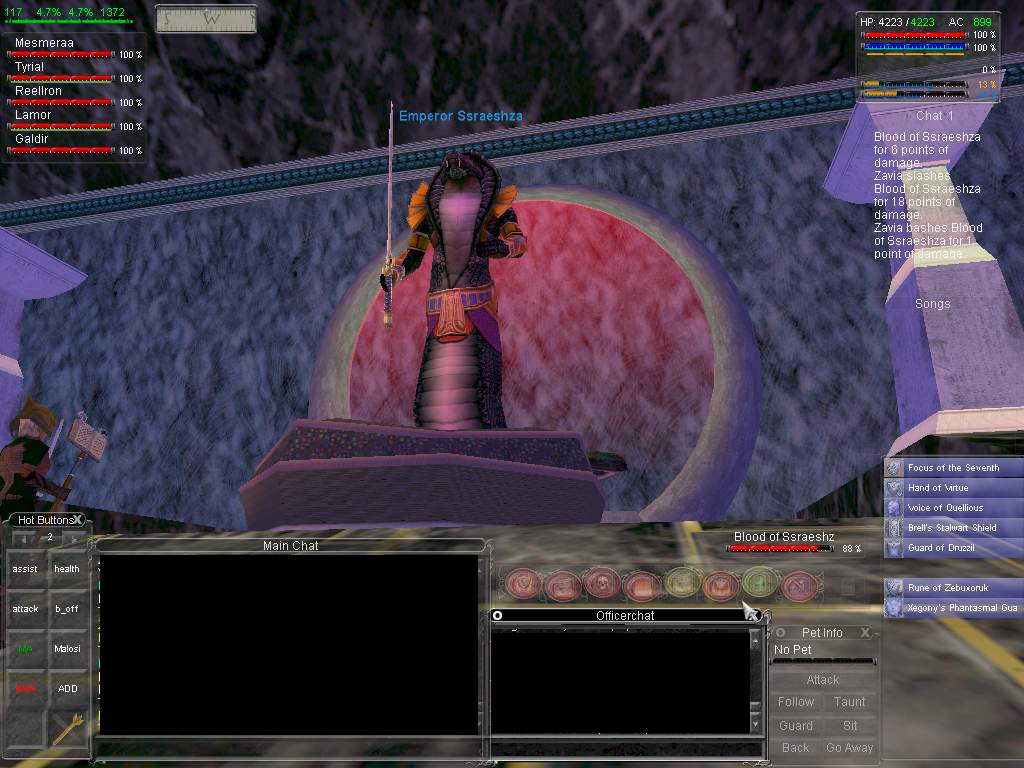 117 4.7% 4.7% 1372
W
HP: 4223 / 4223 AC 899
100 %
100 %
0 %
13 %
Mesmeraa
100 %
Tyrial
100 %
Reellron
100 %
Lamor
100 %
Galdir
100 %
Emperor Ssraeshza
Chat 1
Blood of Ssraeshza
for 6 points of
damage.
Zavia slashes
Blood of Ssraeshza
for 18 points of
damage.
Zavia bashes Blood
of Ssraeshza for 1
point of damage.
Songs
Focus of the Seventh
Hand of Virtue
Voice of Quellious
Brell's Stalwart Shield
Guard of Druzzil
Rune of Zebuxoruk
Xegony's Phantasmal Gua
Hot Buttons X
2
assist health
attack b_off
Malosi
ADD
Main Chat
Blood of Ssraeshz
88 %
O Officerchat X
O Pet Info X
No Pet
Attack
Follow Taunt
Guard Sit
Back Go Away